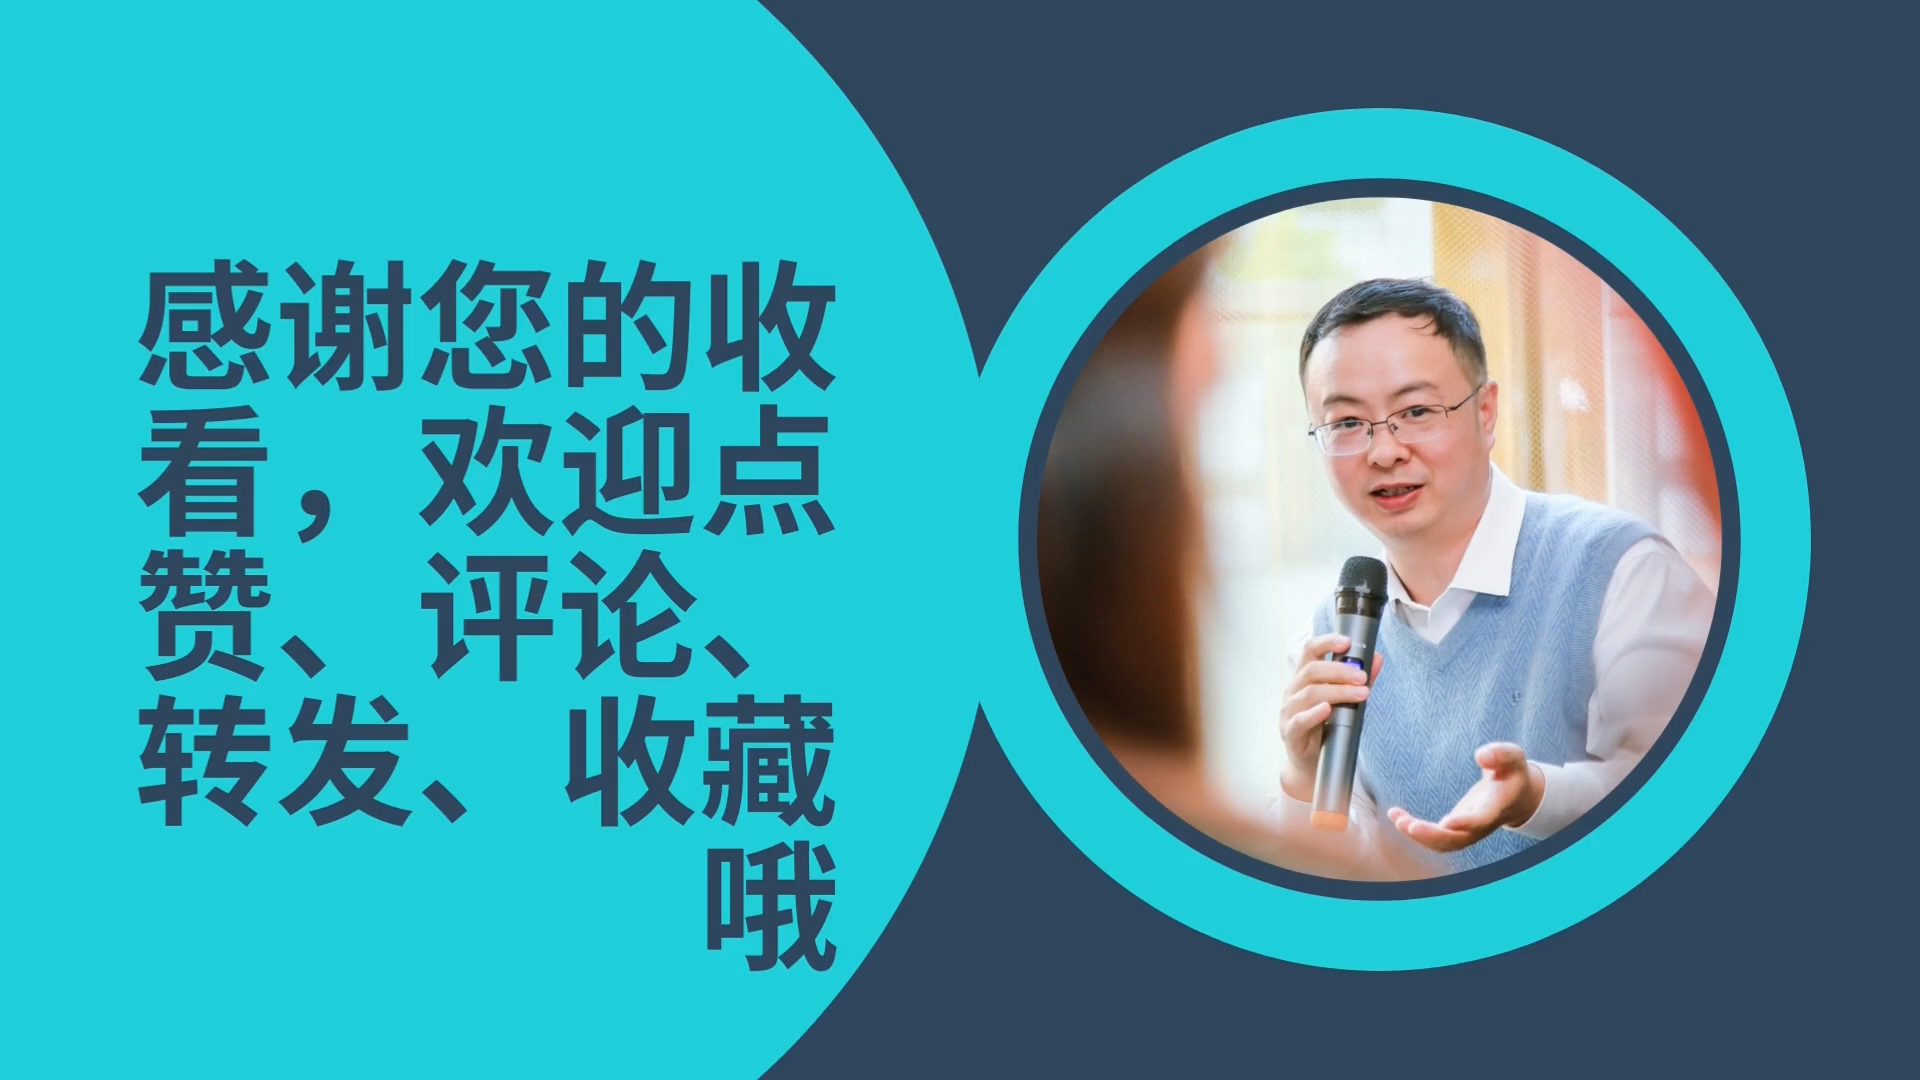 感谢您的收
看，欢迎点
赞、评论、
转发、收藏
哦